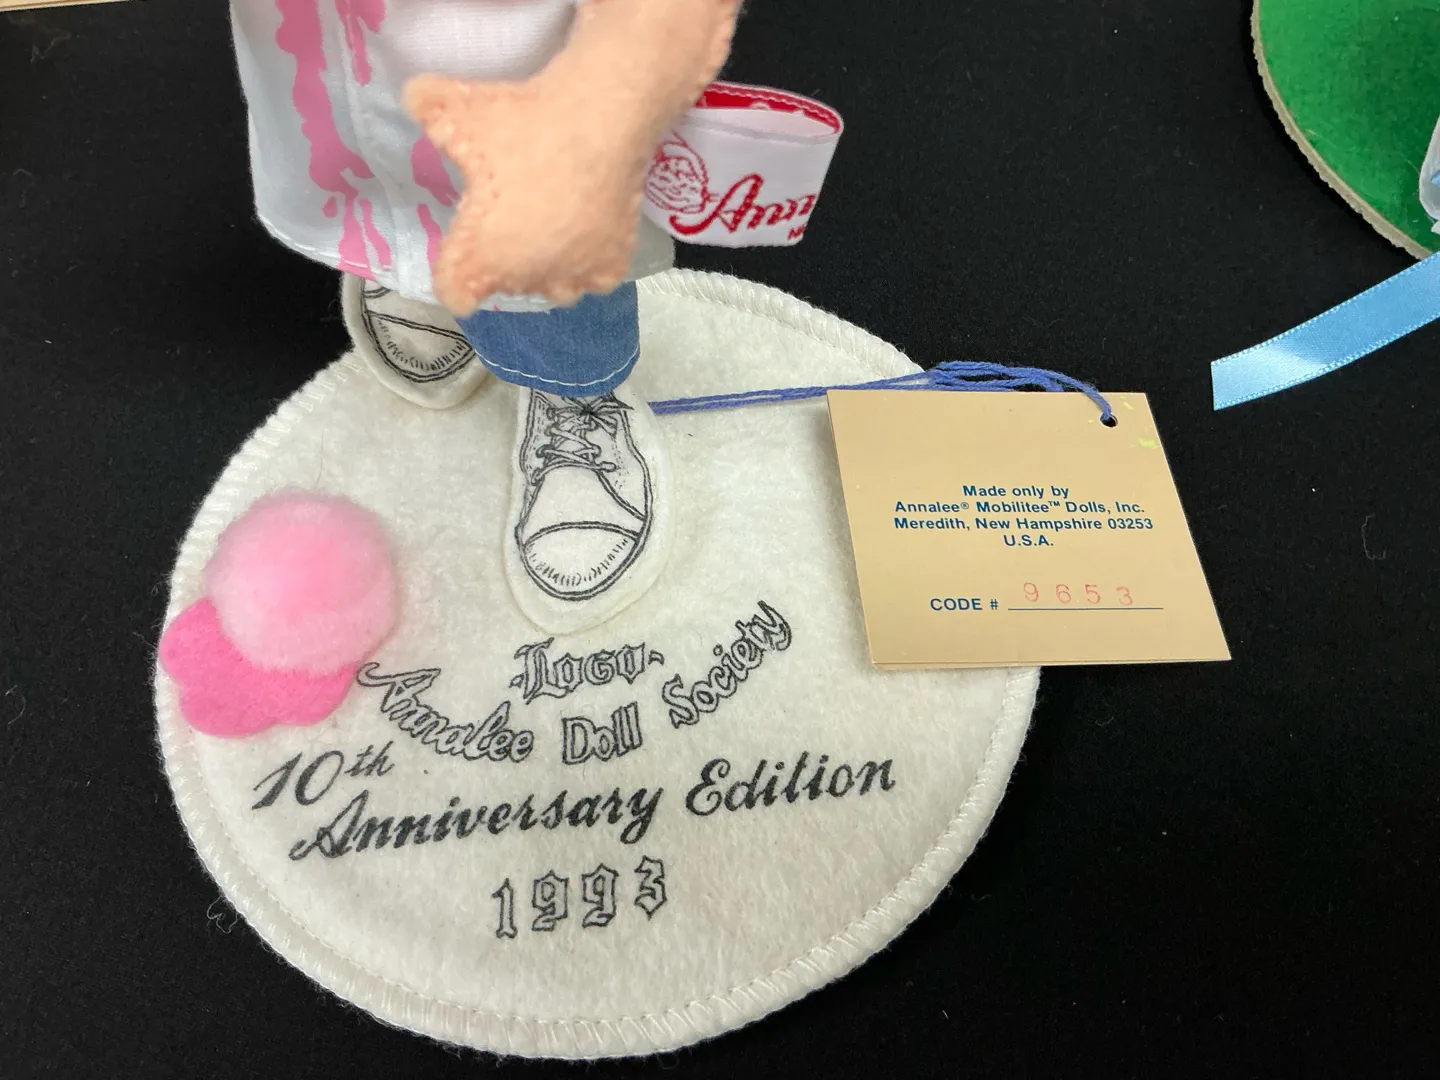 Made only by
Annalee® Mobilitee™ Dolls, Inc.
Meredith, New Hampshire 03253
U.S.A.
CODE # 9653
-Logo-
Annalee Doll Society
10th
Anniversary Edition
1993